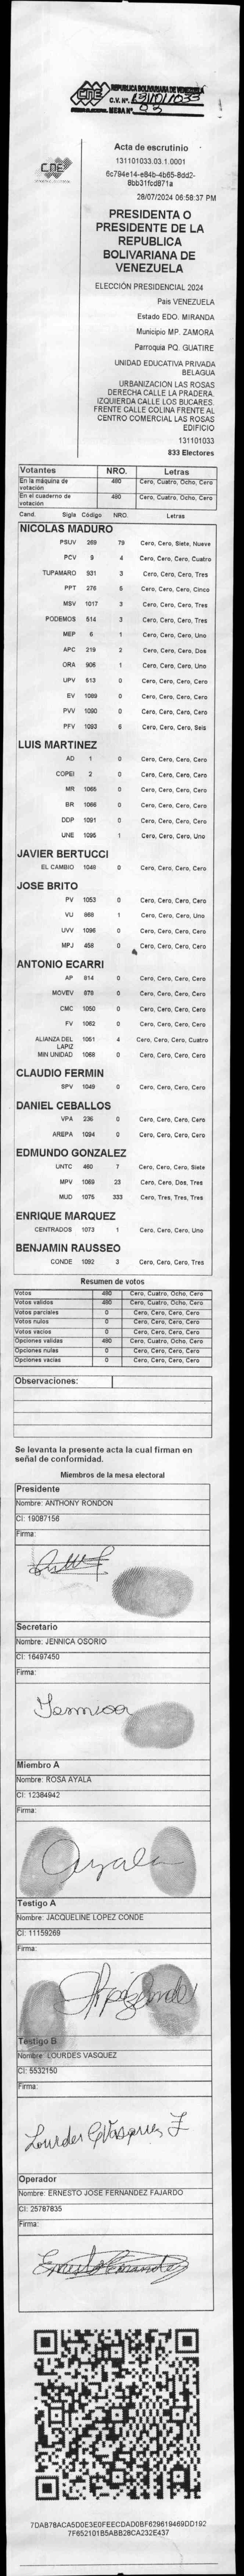 CNE
REPUBLICA BOLIVARIANA DE VENEZUELA
C.V. Nº. 131101033
MESA Nº 03
CNE
Acta de escrutinio
131101033.03.1.0001
6c794e14-e84b-4b65-8dd2-
8bb31fcd871a
28/07/2024 06:58:37 PM
PRESIDENTA O
PRESIDENTE DE LA
REPUBLICA
BOLIVARIANA DE
VENEZUELA
ELECCIÓN PRESIDENCIAL 2024
Pais VENEZUELA
Estado EDO. MIRANDA
Municipio MP. ZAMORA
Parroquia PQ. GUATIRE
UNIDAD EDUCATIVA PRIVADA
BELAGUA
URBANIZACIÓN LAS ROSAS
DERECHA CALLE LA PRADERA.
IZQUIERDA CALLE LOS BUCARES.
FRENTE CALLE COLINA FRENTE AL
CENTRO COMERCIAL LAS ROSAS
EDIFICIO
131101033
833 Electores
Votantes NRO. Letras
En la máquina de votación 480 Cero, Cuatro, Ocho, Cero
En el cuaderno de votación 480 Cero, Cuatro, Ocho, Cero
Cand. Sigla Código NRO. Letras
NICOLAS MADURO
PSUV 269 79 Cero, Cero, Siete, Nueve
PCV 9 4 Cero, Cero, Cero, Cuatro
TUPAMARO 931 3 Cero, Cero, Cero, Tres
PPT 276 5 Cero, Cero, Cero, Cinco
MSV 1017 3 Cero, Cero, Cero, Tres
PODEMOS 514 3 Cero, Cero, Cero, Tres
MEP 6 1 Cero, Cero, Cero, Uno
APC 219 2 Cero, Cero, Cero, Dos
ORA 906 1 Cero, Cero, Cero, Uno
UPV 513 0 Cero, Cero, Cero, Cero
EV 1089 0 Cero, Cero, Cero, Cero
PVV 1090 0 Cero, Cero, Cero, Cero
PFV 1093 6 Cero, Cero, Cero, Seis
LUIS MARTINEZ
AD 1 0 Cero, Cero, Cero, Cero
COPEI 2 0 Cero, Cero, Cero, Cero
MR 1065 0 Cero, Cero, Cero, Cero
BR 1066 0 Cero, Cero, Cero, Cero
DDP 1091 0 Cero, Cero, Cero, Cero
UNE 1095 1 Cero, Cero, Cero, Uno
JAVIER BERTUCCI
EL CAMBIO 1046 0 Cero, Cero, Cero, Cero
JOSE BRITO
PV 1053 0 Cero, Cero, Cero, Cero
VU 868 1 Cero, Cero, Cero, Uno
UVV 1096 0 Cero, Cero, Cero, Cero
MPJ 458 0 Cero, Cero, Cero, Cero
ANTONIO ECARRI
AP 814 0 Cero, Cero, Cero, Cero
MOVEV 879 0 Cero, Cero, Cero, Cero
CMC 1050 0 Cero, Cero, Cero, Cero
FV 1062 0 Cero, Cero, Cero, Cero
ALIANZA DEL LAPIZ 1051 4 Cero, Cero, Cero, Cuatro
MIN UNIDAD 1068 0 Cero, Cero, Cero, Cero
CLAUDIO FERMIN
SPV 1049 0 Cero, Cero, Cero, Cero
DANIEL CEBALLOS
VPA 236 0 Cero, Cero, Cero, Cero
AREPA 1094 0 Cero, Cero, Cero, Cero
EDMUNDO GONZALEZ
UNTC 460 7 Cero, Cero, Cero, Siete
MPV 1069 23 Cero, Cero, Dos, Tres
MUD 1075 333 Cero, Tres, Tres, Tres
ENRIQUE MARQUEZ
CENTRADOS 1073 1 Cero, Cero, Cero, Uno
BENJAMIN RAUSSEO
CONDE 1092 3 Cero, Cero, Cero, Tres
Resumen de votos
Votos 480 Cero, Cuatro, Ocho, Cero
Votos validos 480 Cero, Cuatro, Ocho, Cero
Votos parciales 0 Cero, Cero, Cero, Cero
Votos nulos 0 Cero, Cero, Cero, Cero
Votos vacios 0 Cero, Cero, Cero, Cero
Opciones validas 480 Cero, Cuatro, Ocho, Cero
Opciones nulas 0 Cero, Cero, Cero, Cero
Opciones vacias 0 Cero, Cero, Cero, Cero
Observaciones:
Se levanta la presente acta la cual firman en
señal de conformidad.
Miembros de la mesa electoral
Presidente
Nombre: ANTHONY RONDON
CI: 19087156
Firma:
Secretario
Nombre: JENNICA OSORIO
CI: 16497450
Firma:
Jennica
Miembro A
Nombre: ROSA AYALA
CI: 12384942
Firma:
Ayala
Testigo A
Nombre: JACQUELINE LOPEZ CONDE
CI: 11159269
Firma:
Testigo B
Nombre: LOURDES VASQUEZ
CI: 5532150
Firma:
Lourdes Vasquez F
Operador
Nombre: ERNESTO JOSE FERNANDEZ FAJARDO
CI: 25787835
Firma:
Ernesto Fernandez
7DAB78ACA5D0E3E0FEECDAD0BF629619469DD192
7F652101B5ABB28CA232E437